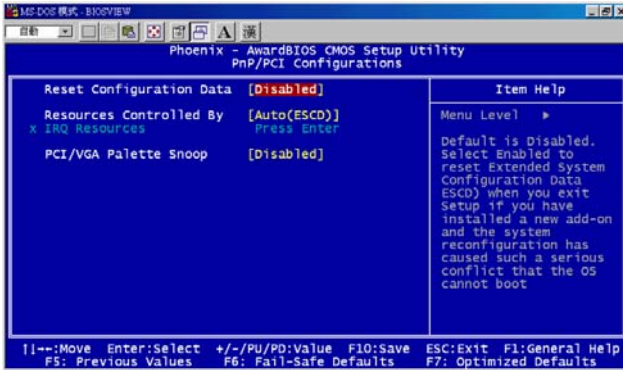 MS-DOS 模式 - BIOSVIEW
自動
A 漢
Phoenix - AwardBIOS CMOS Setup Utility
PnP/PCI Configurations
Reset Configuration Data [Disabled]
Resources Controlled By [Auto(ESCD)]
x IRQ Resources Press Enter
PCI/VGA Palette Snoop [Disabled]
Item Help
Menu Level ▶
Default is Disabled.
Select Enabled to
reset Extended System
Configuration Data
ESCD) when you exit
Setup if you have
installed a new add-on
and the system
reconfiguration has
caused such a serious
conflict that the OS
cannot boot
↑↓→←:Move Enter:Select +/-/PU/PD:Value F10:Save ESC:Exit F1:General Help
F5: Previous Values F6: Fail-Safe Defaults F7: Optimized Defaults